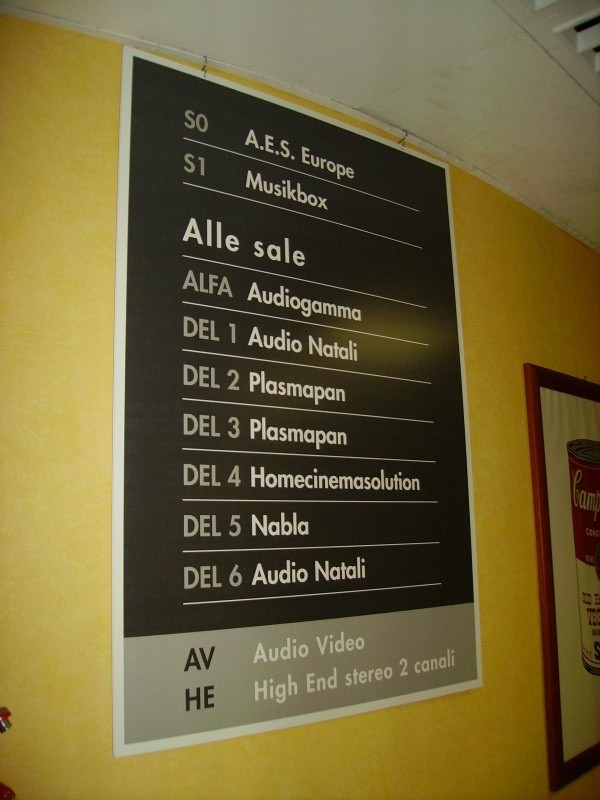 S0 A.E.S. Europe
S1 Musikbox
Alle sale
ALFA Audiogamma
DEL 1 Audio Natali
DEL 2 Plasmapan
DEL 3 Plasmapan
DEL 4 Homecinemasolution
DEL 5 Nabla
DEL 6 Audio Natali
AV Audio Video
HE High End stereo 2 canali